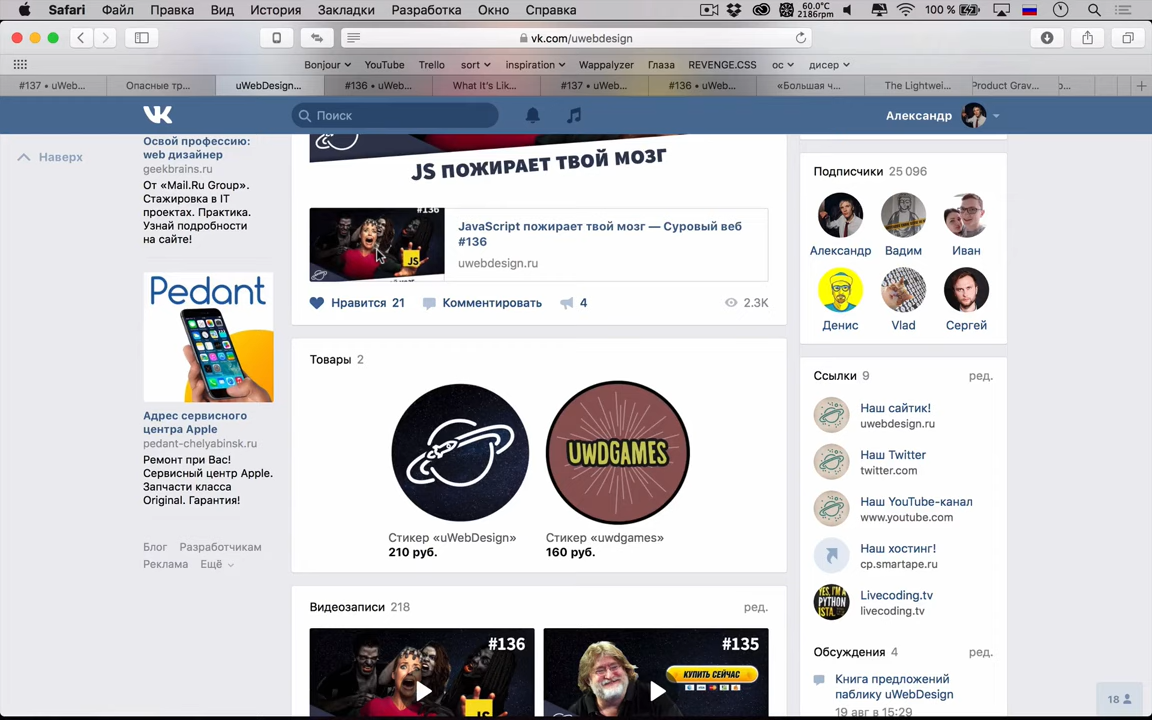 Safari Файл Правка Вид История Закладки Разработка Окно Справка 60.0°C 2186rpm 100 %
vk.com/uwebdesign
Bonjour YouTube Trello sort inspiration Wappalyzer Глаза REVENGE.CSS ос дисер
#137 • uWeb... Опасные тр... uWebDesign... #136 • uWeb... What It's Lik... #137 • uWeb... #136 • uWeb... «Большая ч... The Lightwei... Product Grav...
Поиск
Александр
Наверх
Освой профессию:
web дизайнер
geekbrains.ru
От «Mail.Ru Group».
Стажировка в IT
проектах. Практика.
Узнай подробности
на сайте!
Pedant
Адрес сервисного
центра Apple
pedant-chelyabinsk.ru
Ремонт при Вас!
Сервисный центр Apple.
Запчасти класса
Original. Гарантия!
Блог Разработчикам
Реклама Ещё
JS ПОЖИРАЕТ ТВОЙ МОЗГ
#136
JS
JavaScript пожирает твой мозг — Суровый веб
#136
uwebdesign.ru
Нравится 21 Комментировать 4 2.3K
Товары 2
UWDGAMES
Стикер «uWebDesign» Стикер «uwdgames»
210 руб. 160 руб.
Видеозаписи 218 ред.
#136 #135
КУПИТЬ СЕЙЧАС
Подписчики 25 096
Александр Вадим Иван
Денис Vlad Сергей
Ссылки 9 ред.
Наш сайтик!
uwebdesign.ru
Наш Twitter
twitter.com
Наш YouTube-канал
www.youtube.com
Наш хостинг!
cp.smartape.ru
YES, I'M A
PYTHON
ISTA.
Livecoding.tv
livecoding.tv
Обсуждения 4 ред.
Книга предложений
паблику uWebDesign
19 авг в 15:29
18